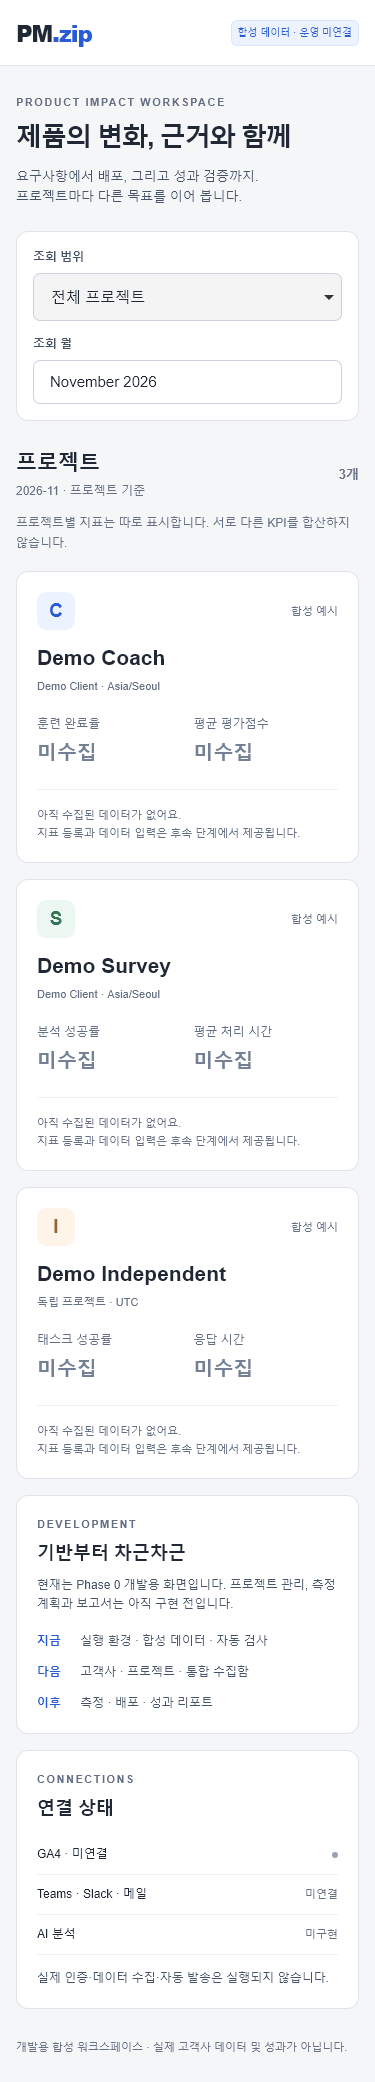 PM.zip
합성 데이터 · 운영 미연결
PRODUCT IMPACT WORKSPACE
제품의 변화, 근거와 함께
요구사항에서 배포, 그리고 성과 검증까지.
프로젝트마다 다른 목표를 이어 봅니다.
조회 범위
전체 프로젝트
조회 월
November 2026
프로젝트
3개
2026-11 · 프로젝트 기준
프로젝트별 지표는 따로 표시합니다. 서로 다른 KPI를 합산하지
않습니다.
C
합성 예시
Demo Coach
Demo Client · Asia/Seoul
훈련 완료율 평균 평가점수
미수집 미수집
아직 수집된 데이터가 없어요.
지표 등록과 데이터 입력은 후속 단계에서 제공됩니다.
S
합성 예시
Demo Survey
Demo Client · Asia/Seoul
분석 성공률 평균 처리 시간
미수집 미수집
아직 수집된 데이터가 없어요.
지표 등록과 데이터 입력은 후속 단계에서 제공됩니다.
I
합성 예시
Demo Independent
독립 프로젝트 · UTC
태스크 성공률 응답 시간
미수집 미수집
아직 수집된 데이터가 없어요.
지표 등록과 데이터 입력은 후속 단계에서 제공됩니다.
DEVELOPMENT
기반부터 차근차근
현재는 Phase 0 개발용 화면입니다. 프로젝트 관리, 측정
계획과 보고서는 아직 구현 전입니다.
지금 실행 환경 · 합성 데이터 · 자동 검사
다음 고객사 · 프로젝트 · 통합 수집함
이후 측정 · 배포 · 성과 리포트
CONNECTIONS
연결 상태
GA4 · 미연결
Teams · Slack · 메일 미연결
AI 분석 미구현
실제 인증·데이터 수집·자동 발송은 실행되지 않습니다.
개발용 합성 워크스페이스 · 실제 고객사 데이터 및 성과가 아닙니다.